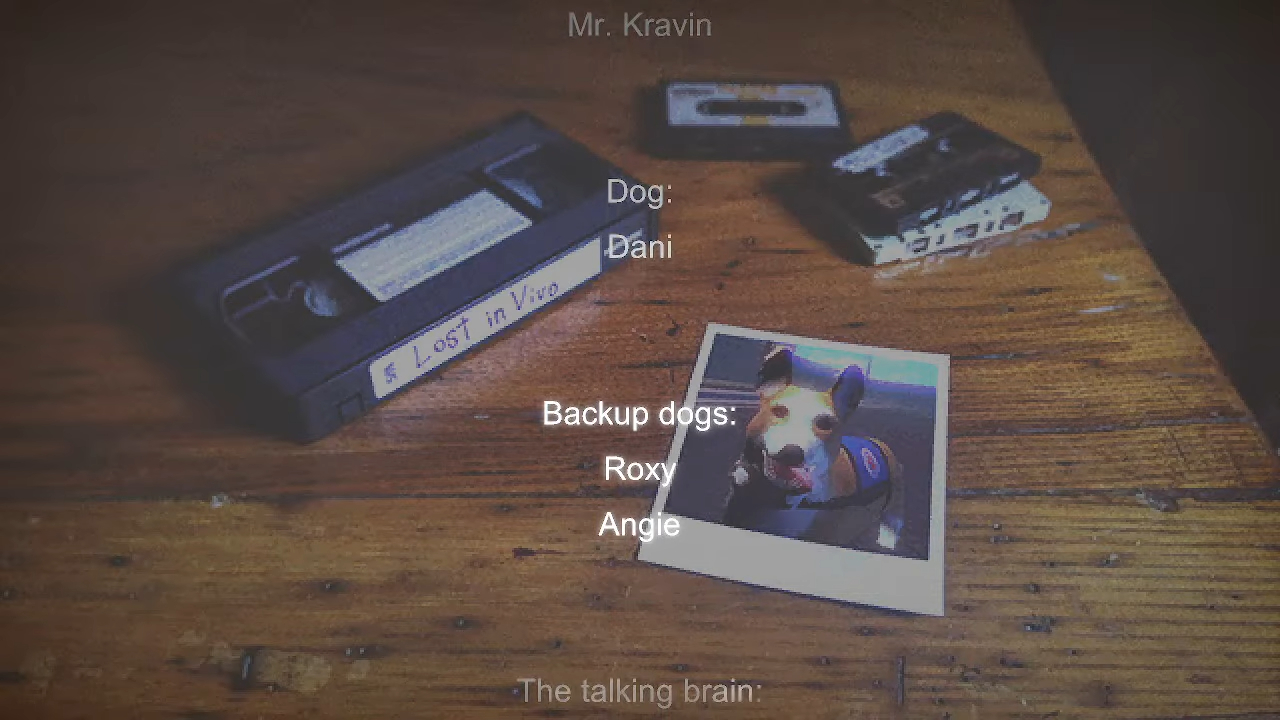 Mr. Kravin
Dog:
Dani
Lost in Vivo
Backup dogs:
Roxy
Angie
The talking brain: